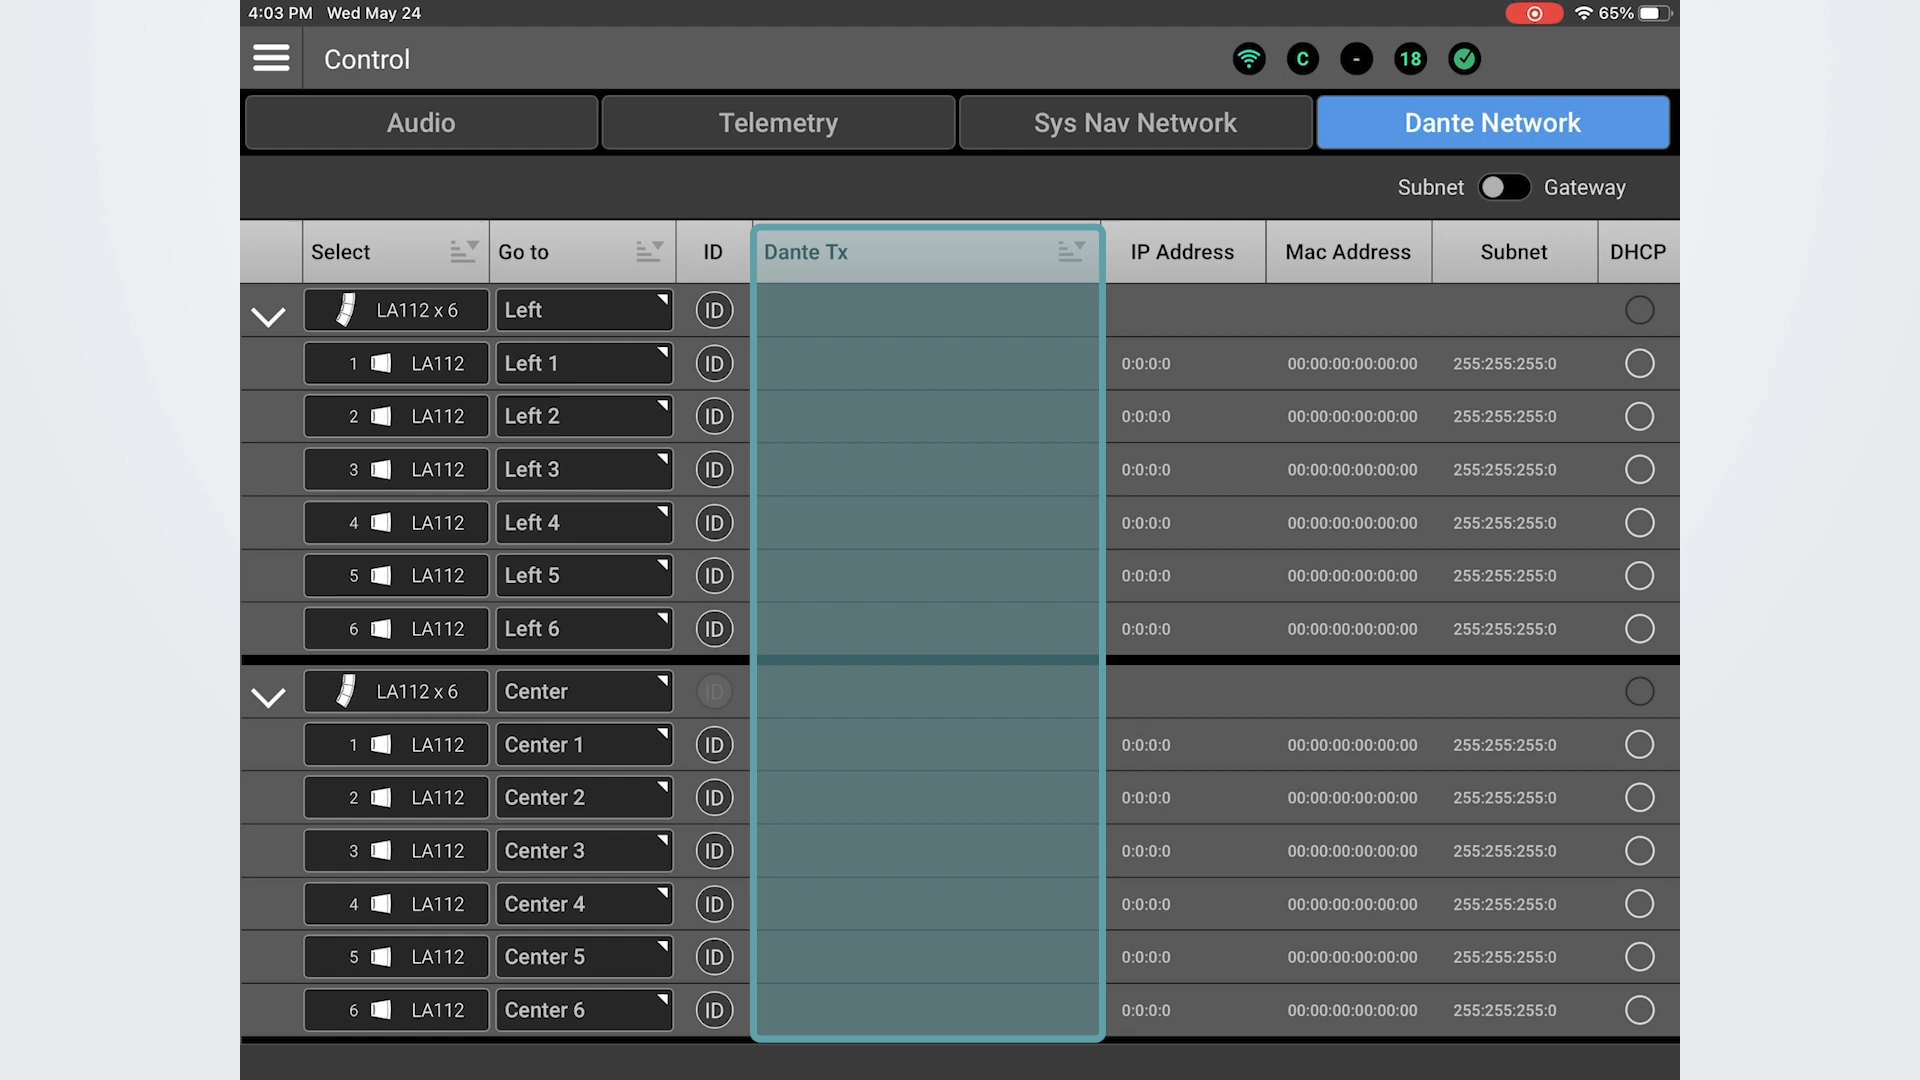 4:03 PM Wed May 24 65%
Control C - 18
Audio Telemetry Sys Nav Network Dante Network
Subnet Gateway
Select Go to ID Dante Tx IP Address Mac Address Subnet DHCP
LA112 x 6 Left ID
1 LA112 Left 1 ID 0:0:0:0 00:00:00:00:00:00 255:255:255:0
2 LA112 Left 2 ID 0:0:0:0 00:00:00:00:00:00 255:255:255:0
3 LA112 Left 3 ID 0:0:0:0 00:00:00:00:00:00 255:255:255:0
4 LA112 Left 4 ID 0:0:0:0 00:00:00:00:00:00 255:255:255:0
5 LA112 Left 5 ID 0:0:0:0 00:00:00:00:00:00 255:255:255:0
6 LA112 Left 6 ID 0:0:0:0 00:00:00:00:00:00 255:255:255:0
LA112 x 6 Center ID
1 LA112 Center 1 ID 0:0:0:0 00:00:00:00:00:00 255:255:255:0
2 LA112 Center 2 ID 0:0:0:0 00:00:00:00:00:00 255:255:255:0
3 LA112 Center 3 ID 0:0:0:0 00:00:00:00:00:00 255:255:255:0
4 LA112 Center 4 ID 0:0:0:0 00:00:00:00:00:00 255:255:255:0
5 LA112 Center 5 ID 0:0:0:0 00:00:00:00:00:00 255:255:255:0
6 LA112 Center 6 ID 0:0:0:0 00:00:00:00:00:00 255:255:255:0